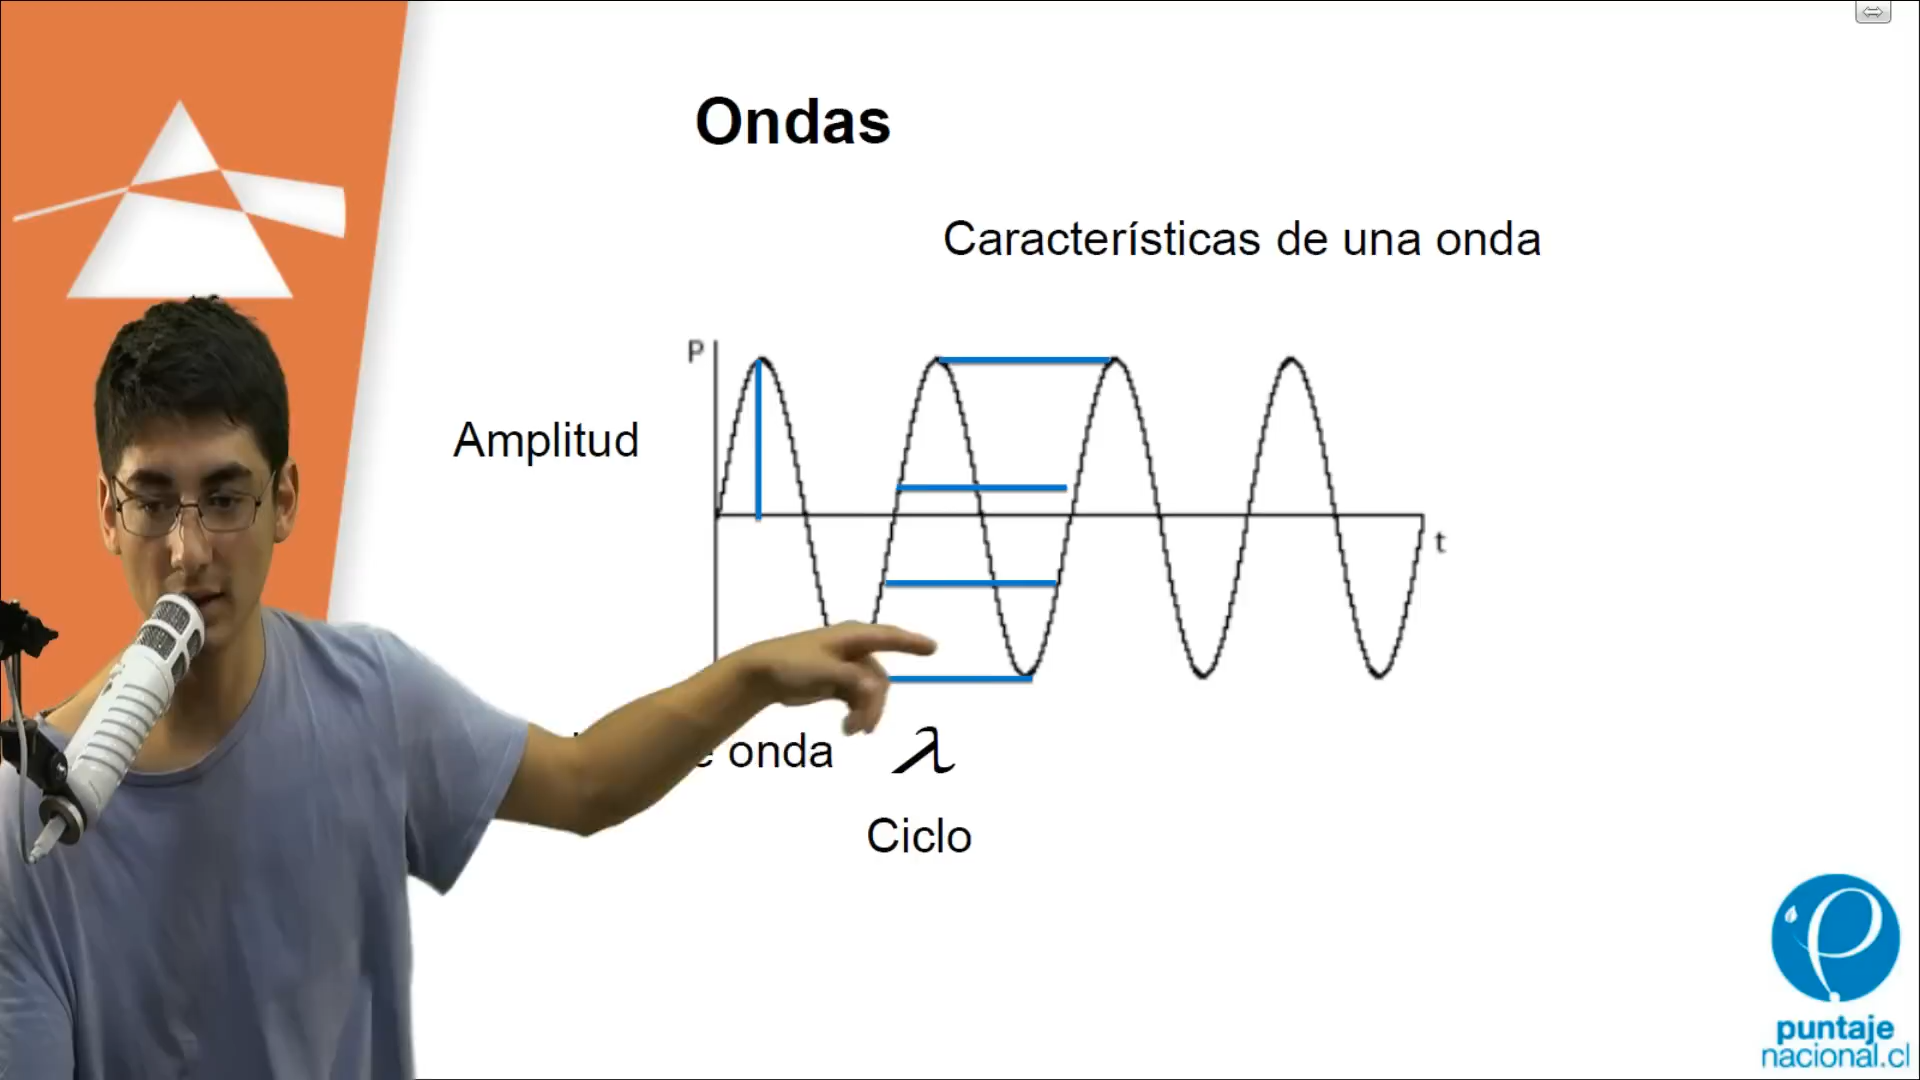 Ondas
Características de una onda
P
Amplitud
t
onda λ
Ciclo
puntaje
nacional.cl